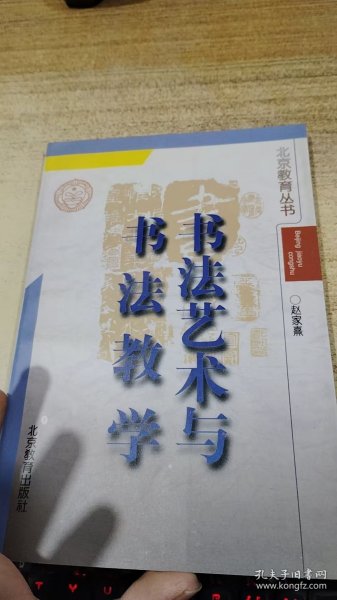 北京教育丛书
Beijing jiaoyu
congshu
赵家熹
书法艺术与
书法教学
北京教育出版社
孔夫子旧书网
www.kongfz.com